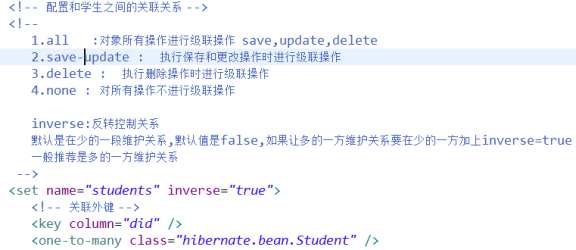 <!-- 配置和学生之间的关联关系 -->
<!--
1.all :对象所有操作进行级联操作 save,update,delete
2.save-update : 执行保存和更改操作时进行级联操作
3.delete : 执行删除操作时进行级联操作
4.none : 对所有操作不进行级联操作
inverse:反转控制关系
默认是在少的一段维护关系,默认值是false,如果让多的一方维护关系要在少的一方加上inverse=true
一般推荐是多的一方维护关系
-->
<set name="students" inverse="true">
<!-- 关联外键 -->
<key column="did" />
<one-to-many class="hibernate.bean.Student" />